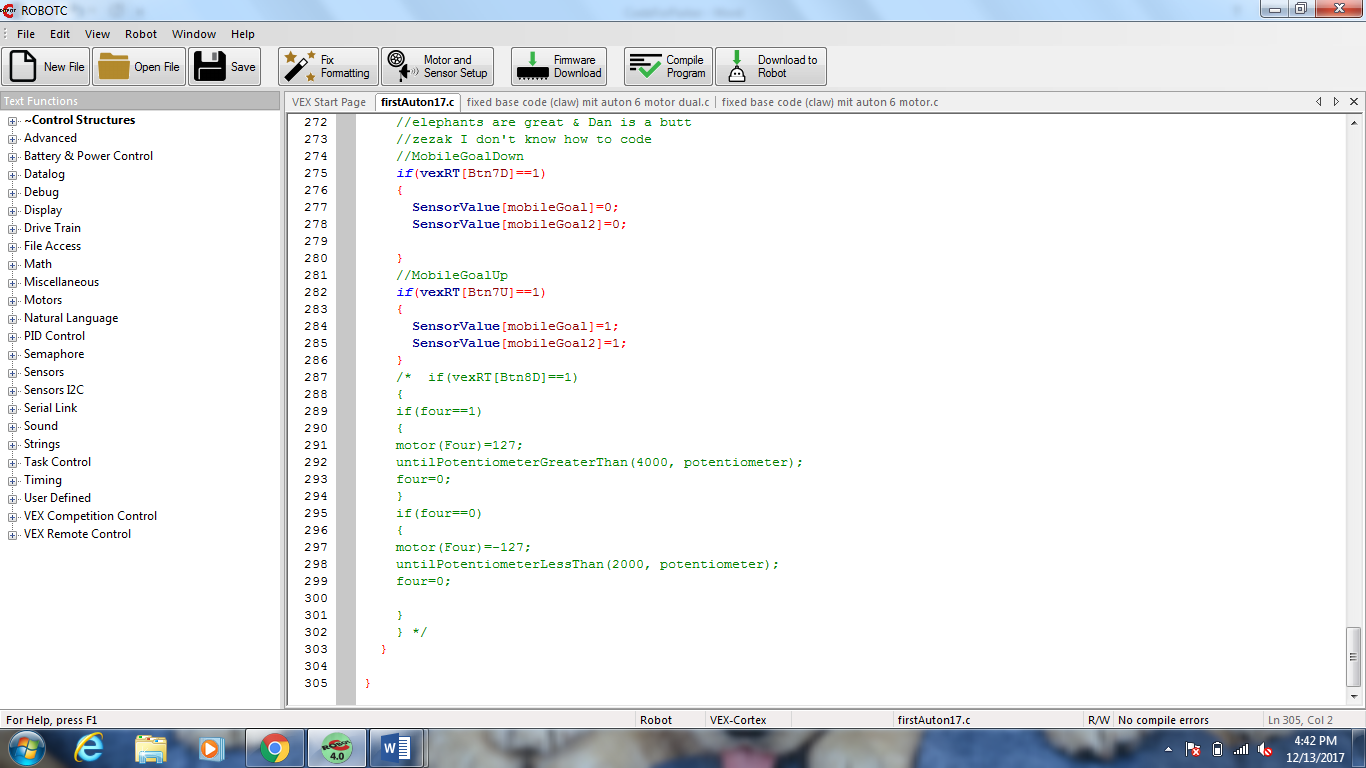 ROBOTC
File Edit View Robot Window Help
New File Open File Save Fix Formatting Motor and Sensor Setup Firmware Download Compile Program Download to Robot
Text Functions
VEX Start Page firstAuton17.c fixed base code (claw) mit auton 6 motor dual.c fixed base code (claw) mit auton 6 motor.c
~Control Structures
Advanced
Battery & Power Control
Datalog
Debug
Display
Drive Train
File Access
Math
Miscellaneous
Motors
Natural Language
PID Control
Semaphore
Sensors
Sensors I2C
Serial Link
Sound
Strings
Task Control
Timing
User Defined
VEX Competition Control
VEX Remote Control
272 //elephants are great & Dan is a butt
273 //zezak I don't know how to code
274 //MobileGoalDown
275 if(vexRT[Btn7D]==1)
276 {
277 SensorValue[mobileGoal]=0;
278 SensorValue[mobileGoal2]=0;
279
280 }
281 //MobileGoalUp
282 if(vexRT[Btn7U]==1)
283 {
284 SensorValue[mobileGoal]=1;
285 SensorValue[mobileGoal2]=1;
286 }
287 /*  if(vexRT[Btn8D]==1)
288 {
289 if(four==1)
290 {
291 motor(Four)=127;
292 untilPotentiometerGreaterThan(4000, potentiometer);
293 four=0;
294 }
295 if(four==0)
296 {
297 motor(Four)=-127;
298 untilPotentiometerLessThan(2000, potentiometer);
299 four=0;
300
301 }
302 } */
303 }
304
305 }
For Help, press F1 Robot VEX-Cortex firstAuton17.c R/W No compile errors Ln 305, Col 2
4.0
4:42 PM
12/13/2017